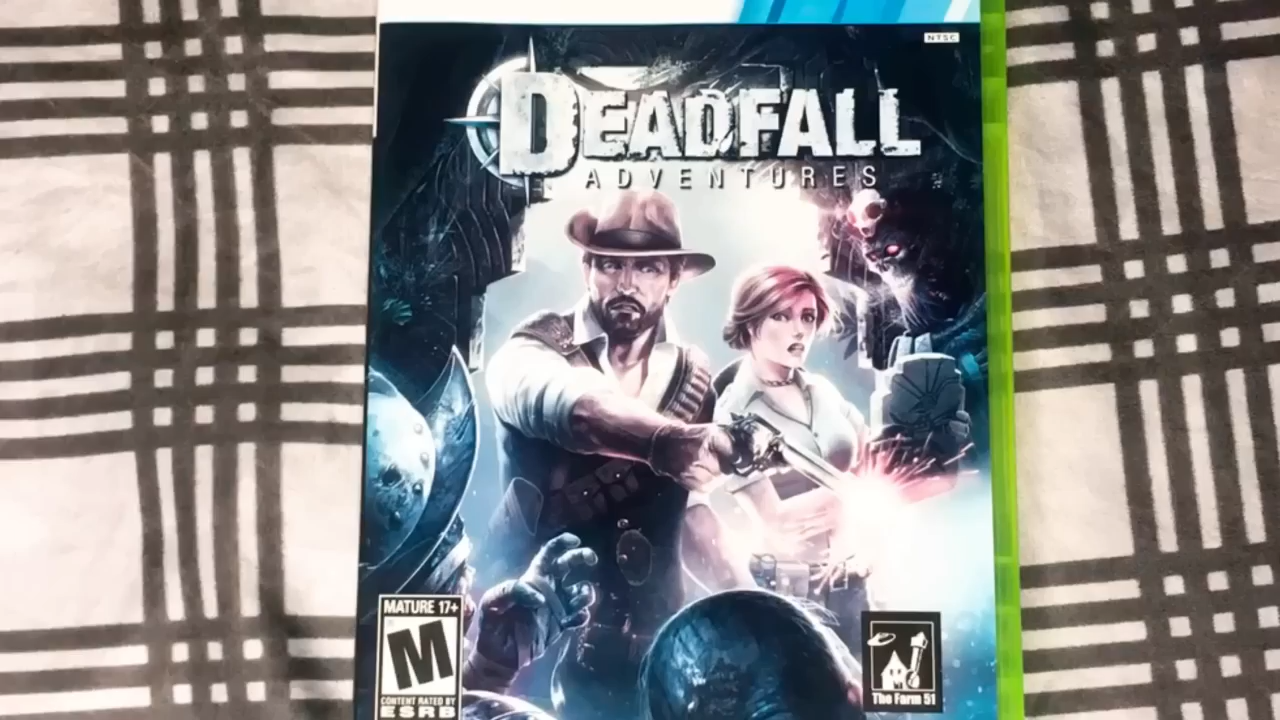 NTSC
DEADFALL
ADVENTURES
MATURE 17+
M
CONTENT RATED BY
ESRB
The Farm 51